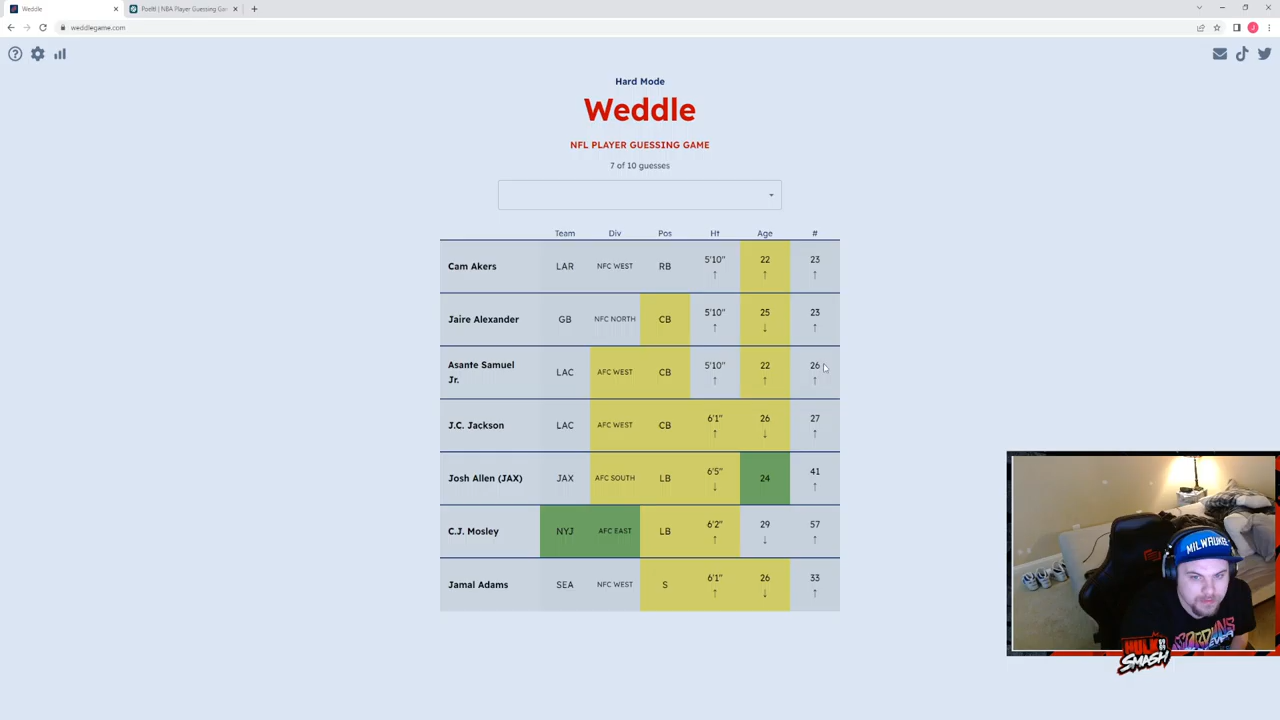 Weddle
Poeltl | NBA Player Guessing Ga
weddlegame.com
Hard Mode
Weddle
NFL PLAYER GUESSING GAME
7 of 10 guesses
Team Div Pos Ht Age #
Cam Akers LAR NFC WEST RB 5'10" ↑ 22 ↑ 23 ↑
Jaire Alexander GB NFC NORTH CB 5'10" ↑ 25 ↓ 23 ↑
Asante Samuel Jr. LAC AFC WEST CB 5'10" ↑ 22 ↑ 26 ↑
J.C. Jackson LAC AFC WEST CB 6'1" ↑ 26 ↓ 27 ↑
Josh Allen (JAX) JAX AFC SOUTH LB 6'5" ↓ 24 41 ↑
C.J. Mosley NYJ AFC EAST LB 6'2" ↑ 29 ↓ 57 ↑
Jamal Adams SEA NFC WEST S 6'1" ↑ 26 ↓ 33 ↑
MILWAUKEE
HULK
SMASH